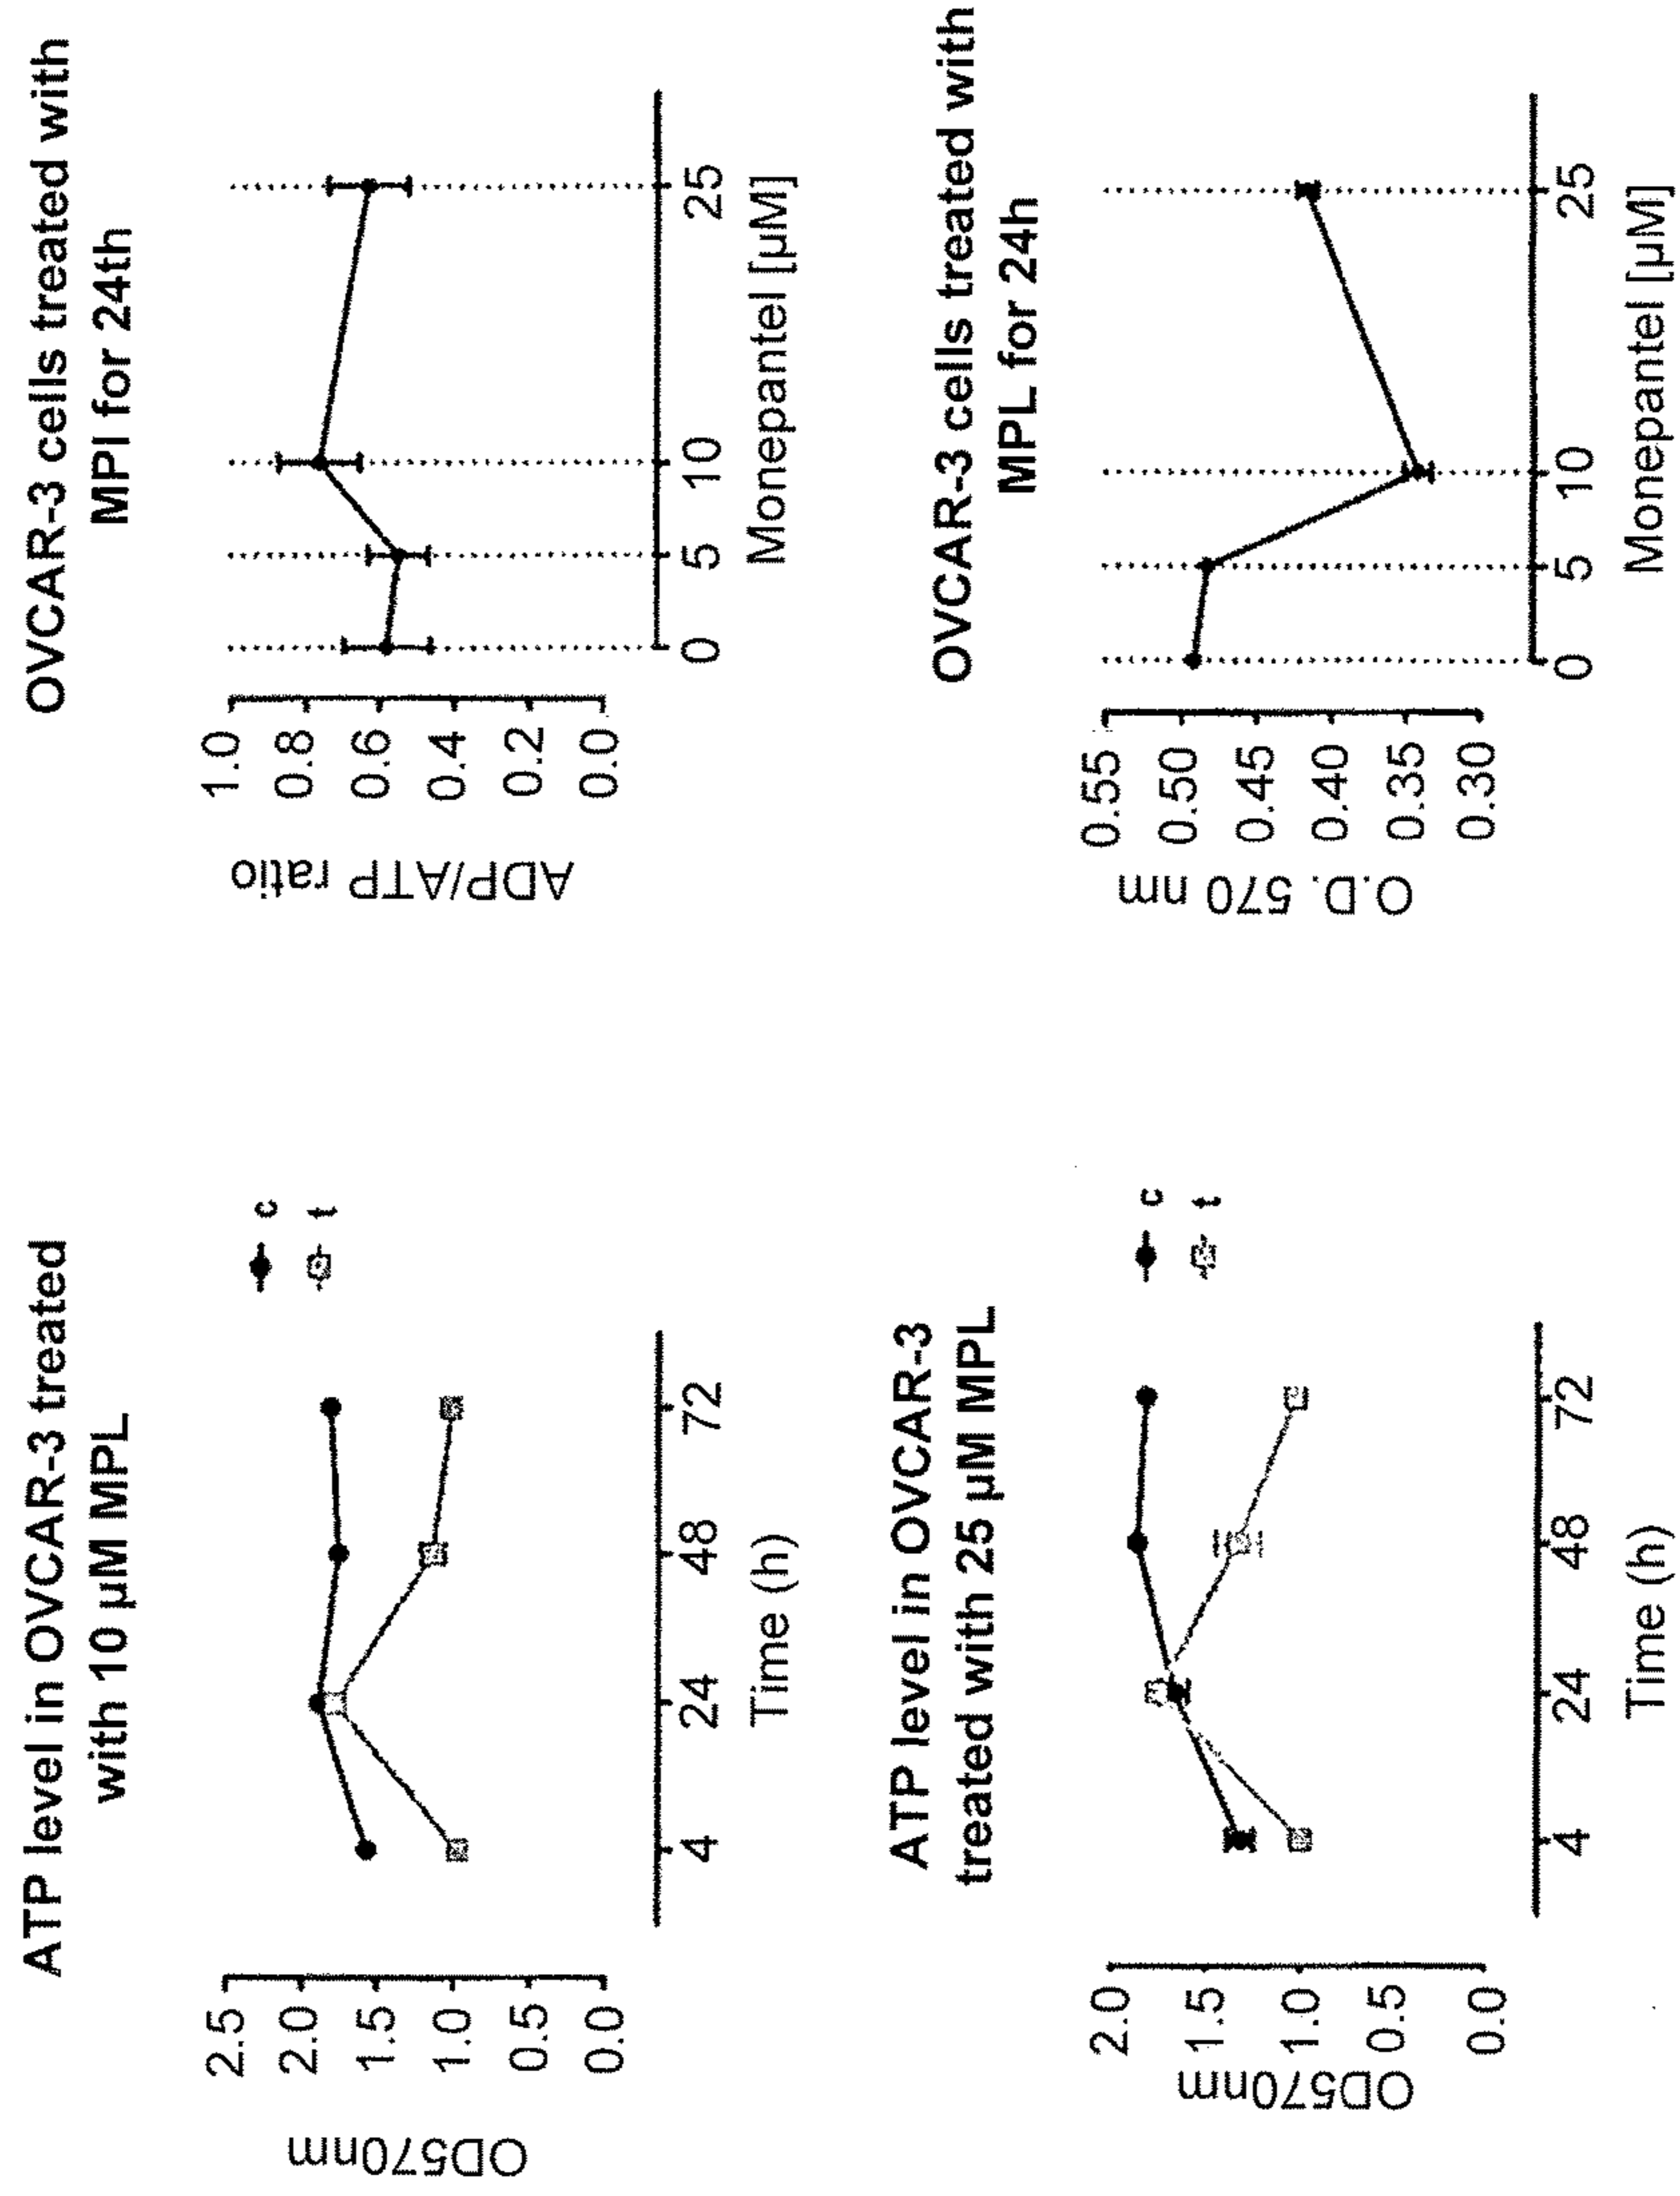 ATP level in OVCAR-3 treated
with 10 µM MPL
OD570nm
2.5
2.0
1.5
1.0
0.5
0.0
c
t
4 24 48 72
Time (h)
OVCAR-3 cells treated with
MPI for 24th
ADP/ATP ratio
1.0
0.8
0.6
0.4
0.2
0.0
0 5 10 25
Monepantel [µM]
ATP level in OVCAR-3
treated with 25 µM MPL
OD570nm
2.0
1.5
1.0
0.5
0.0
c
t
4 24 48 72
Time (h)
OVCAR-3 cells treated with
MPL for 24h
O.D. 570 nm
0.55
0.50
0.45
0.40
0.35
0.30
0 5 10 25
Monepantel [µM]